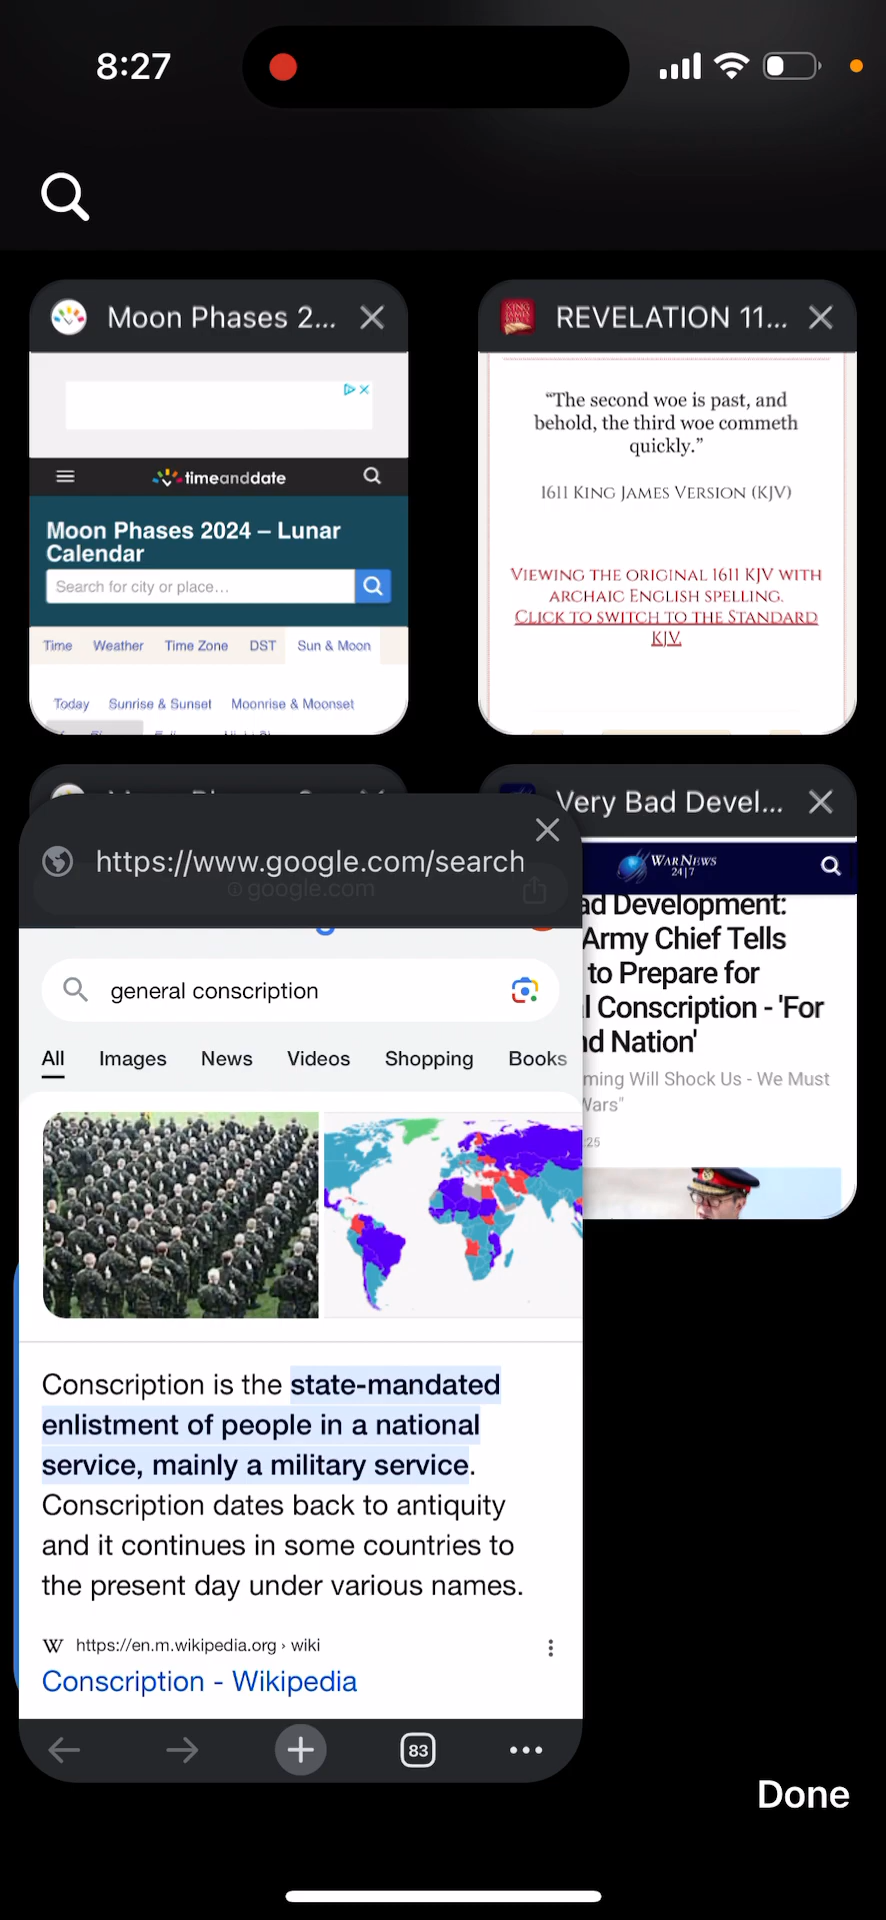 8:27
Moon Phases 2...
REVELATION 11...
timeanddate
Moon Phases 2024 – Lunar
Calendar
Search for city or place...
Time Weather Time Zone DST Sun & Moon
Today Sunrise & Sunset Moonrise & Moonset
“The second woe is past, and
behold, the third woe commeth
quickly.”
1611 King James Version (KJV)
Viewing the original 1611 KJV with
archaic English spelling.
Click to switch to the Standard
KJV.
Very Bad Devel...
WarNews
24|7
ad Development:
Army Chief Tells
to Prepare for
l Conscription - 'For
nd Nation'
ming Will Shock Us - We Must
Wars"
25
https://www.google.com/search
google.com
general conscription
All Images News Videos Shopping Books
Conscription is the state-mandated
enlistment of people in a national
service, mainly a military service.
Conscription dates back to antiquity
and it continues in some countries to
the present day under various names.
W https://en.m.wikipedia.org › wiki
Conscription - Wikipedia
83
Done